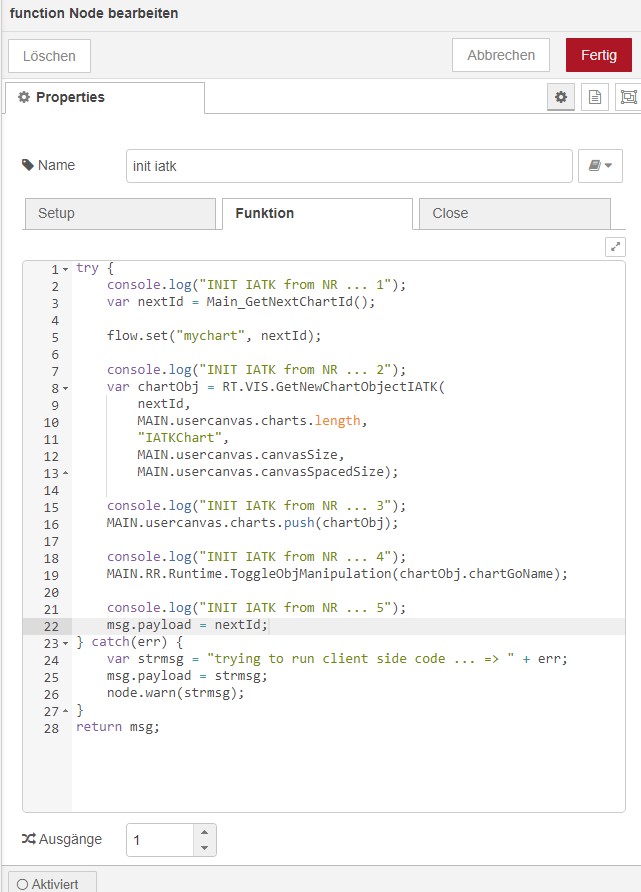 function Node bearbeiten
Löschen
Abbrechen
Fertig
Properties
Name
init iatk
Setup
Funktion
Close
1 try {
2     console.log("INIT IATK from NR ... 1");
3     var nextId = Main_GetNextChartId();
4
5     flow.set("mychart", nextId);
6
7     console.log("INIT IATK from NR ... 2");
8     var chartObj = RT.VIS.GetNewChartObjectIATK(
9         nextId,
10         MAIN.usercanvas.charts.length,
11         "IATKChart",
12         MAIN.usercanvas.canvasSize,
13         MAIN.usercanvas.canvasSpacedSize);
14
15     console.log("INIT IATK from NR ... 3");
16     MAIN.usercanvas.charts.push(chartObj);
17
18     console.log("INIT IATK from NR ... 4");
19     MAIN.RR.Runtime.ToggleObjManipulation(chartObj.chartGoName);
20
21     console.log("INIT IATK from NR ... 5");
22     msg.payload = nextId;
23 } catch(err) {
24     var strmsg = "trying to run client side code ... => " + err;
25     msg.payload = strmsg;
26     node.warn(strmsg);
27 }
28 return msg;
Ausgänge
1
Aktiviert